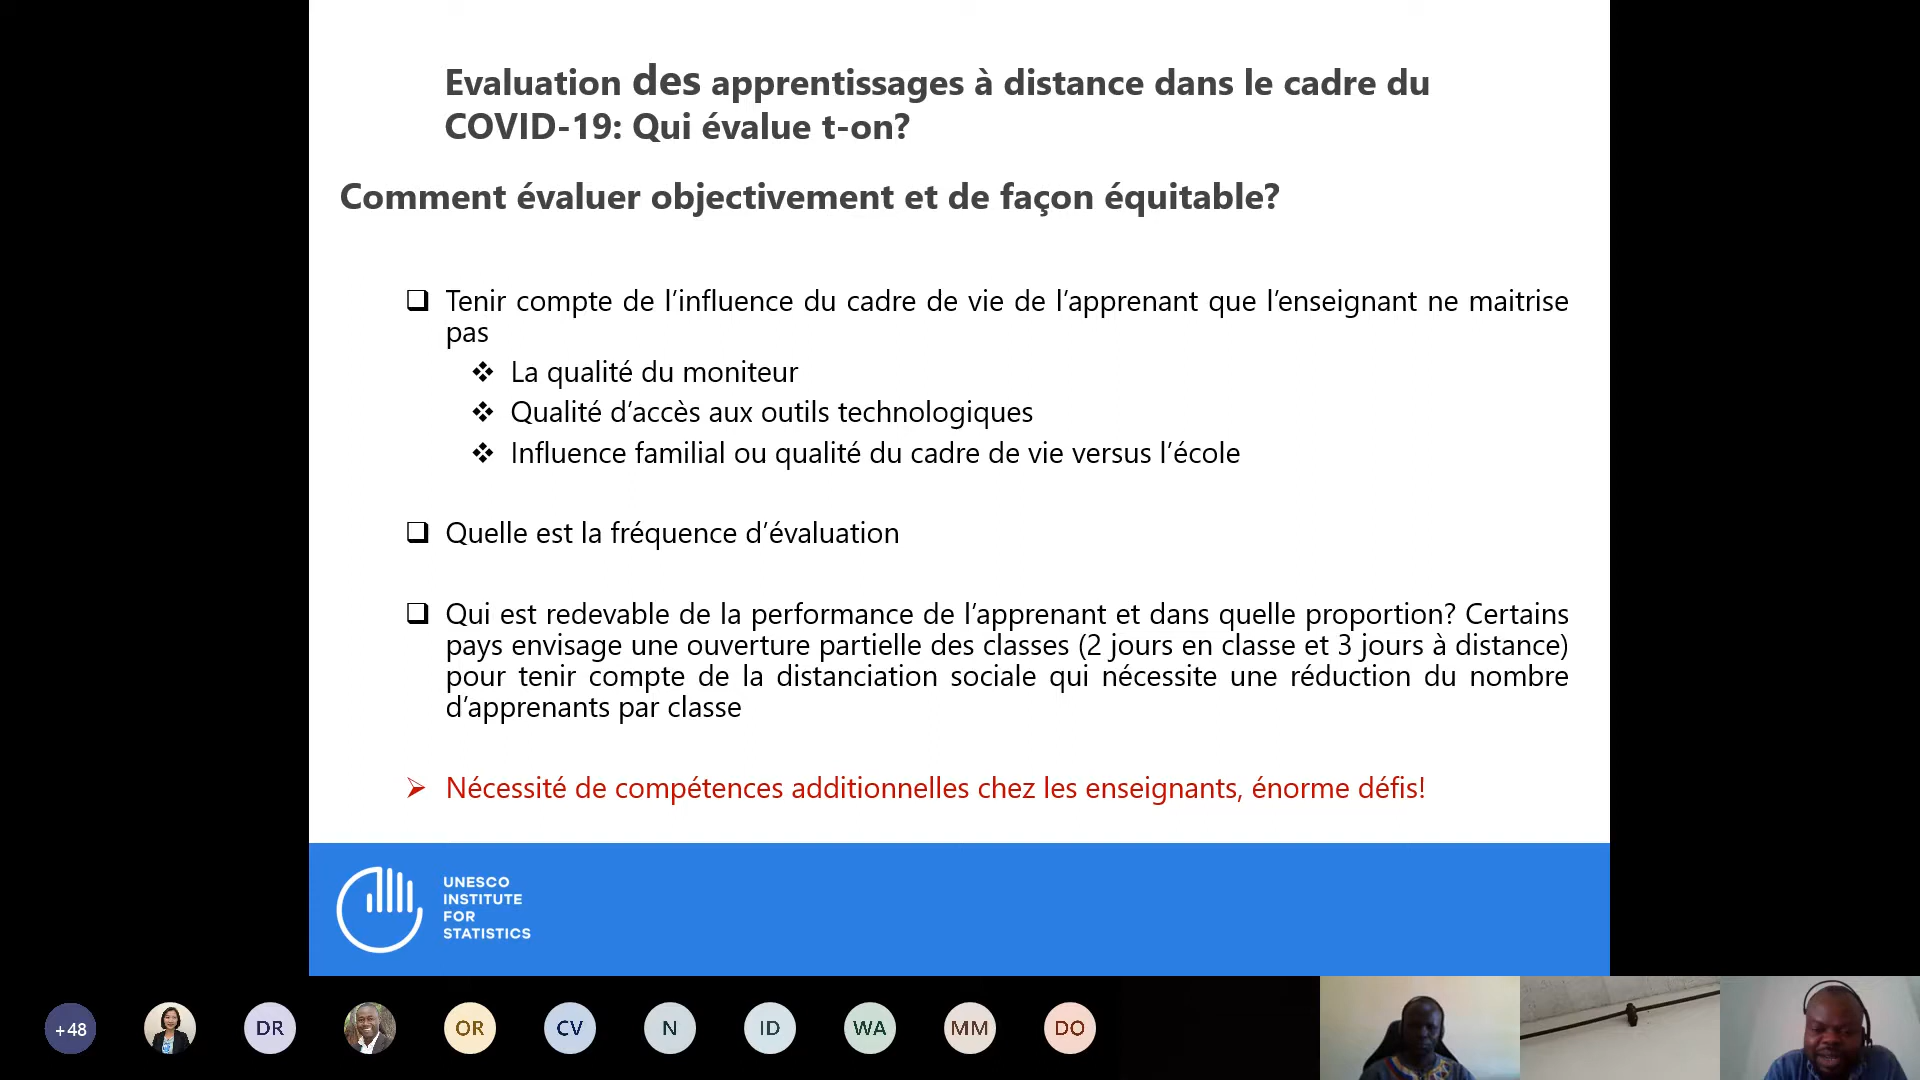 Evaluation des apprentissages à distance dans le cadre du
COVID-19: Qui évalue t-on?
Comment évaluer objectivement et de façon équitable?
❑ Tenir compte de l’influence du cadre de vie de l’apprenant que l’enseignant ne maitrise
pas
❖ La qualité du moniteur
❖ Qualité d’accès aux outils technologiques
❖ Influence familial ou qualité du cadre de vie versus l’école
❑ Quelle est la fréquence d’évaluation
❑ Qui est redevable de la performance de l’apprenant et dans quelle proportion? Certains
pays envisage une ouverture partielle des classes (2 jours en classe et 3 jours à distance)
pour tenir compte de la distanciation sociale qui nécessite une réduction du nombre
d’apprenants par classe
➢ Nécessité de compétences additionnelles chez les enseignants, énorme défis!
UNESCO
INSTITUTE
FOR
STATISTICS
+48 DR OR CV N ID WA MM DO